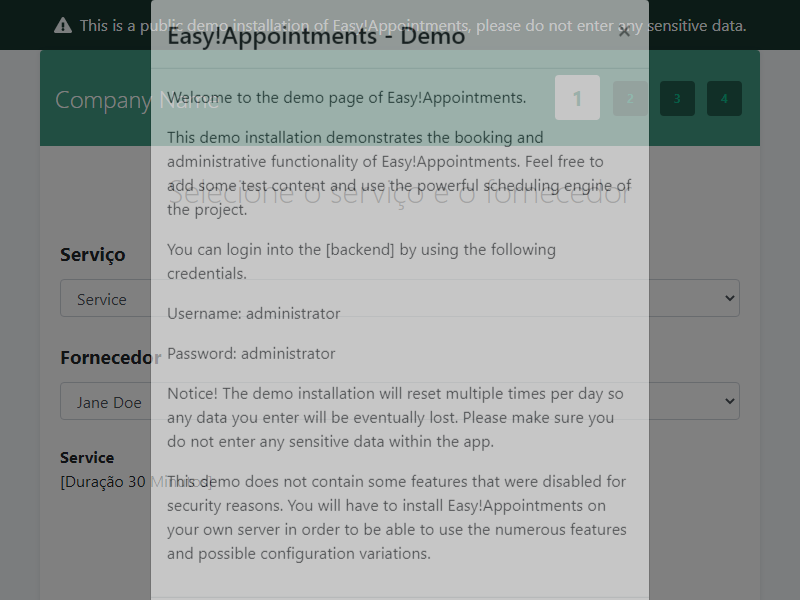 This is a public demo installation of Easy!Appointments, please do not enter any sensitive data.
Easy!Appointments - Demo
×
Company Name
1
2
3
4
Welcome to the demo page of Easy!Appointments.
This demo installation demonstrates the booking and
administrative functionality of Easy!Appointments. Feel free to
add some test content and use the powerful scheduling engine of
the project.
Selecione o serviço e o fornecedor
You can login into the [backend] by using the following
credentials.
Serviço
Service
Username: administrator
Password: administrator
Fornecedor
Jane Doe
Notice! The demo installation will reset multiple times per day so
any data you enter will be eventually lost. Please make sure you
do not enter any sensitive data within the app.
Service
[Duração 30 Minutos]
This demo does not contain some features that were disabled for
security reasons. You will have to install Easy!Appointments on
your own server in order to be able to use the numerous features
and possible configuration variations.